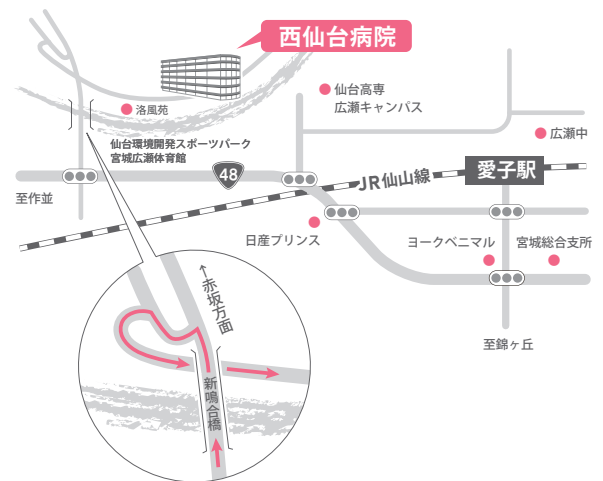 西仙台病院
仙台高専
広瀬キャンパス
洛風苑
広瀬中
仙台環境開発スポーツパーク
宮城広瀬体育館
48
愛子駅
JR仙山線
至作並
日産プリンス
ヨークベニマル
宮城総合支所
至錦ヶ丘
←赤坂方面
新鳴合橋